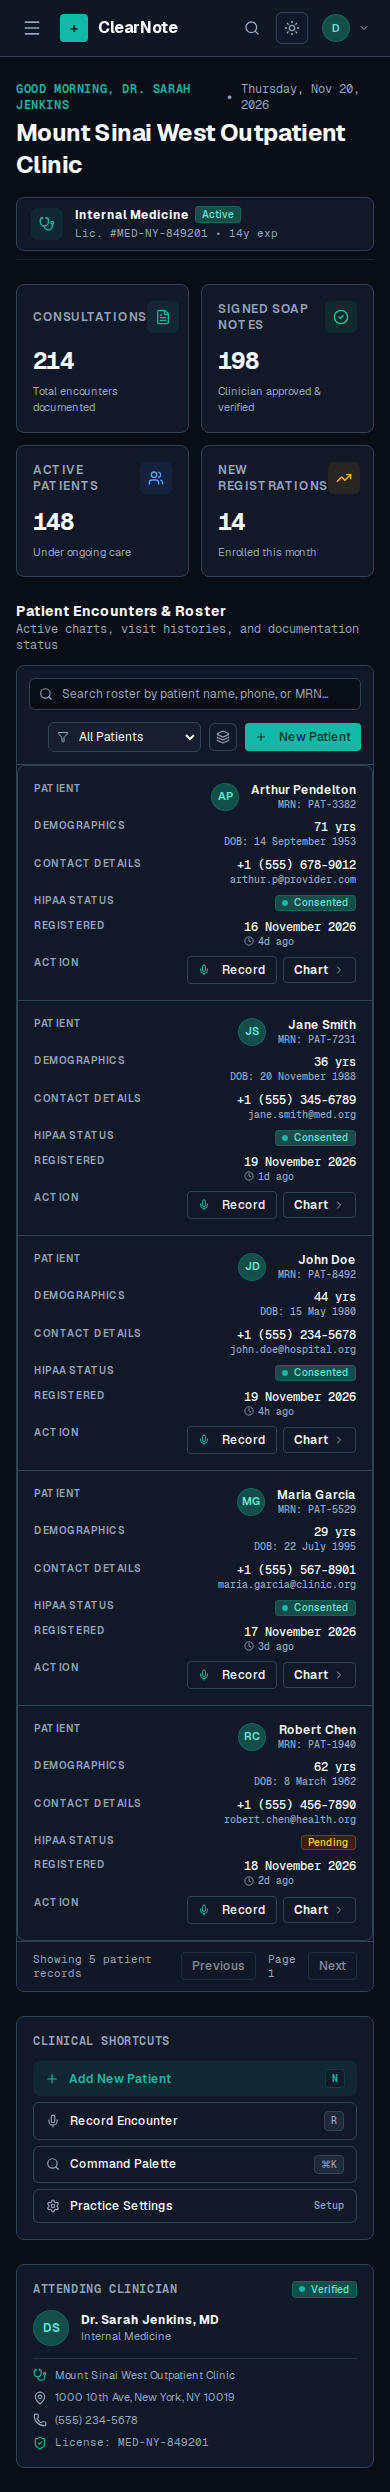 ClearNote
D
GOOD MORNING, DR. SARAH
JENKINS
• Thursday, Nov 20,
2026
Mount Sinai West Outpatient
Clinic
Internal Medicine Active
Lic. #MED-NY-849201 • 14y exp
CONSULTATIONS
214
Total encounters
documented
SIGNED SOAP
NOTES
198
Clinician approved &
verified
ACTIVE
PATIENTS
148
Under ongoing care
NEW
REGISTRATIONS
14
Enrolled this month
Patient Encounters & Roster
Active charts, visit histories, and documentation
status
Search roster by patient name, phone, or MRN...
All Patients
+ New Patient
PATIENT
AP Arthur Pendelton
MRN: PAT-3382
DEMOGRAPHICS
71 yrs
DOB: 14 September 1953
CONTACT DETAILS
+1 (555) 678-9012
arthur.p@provider.com
HIPAA STATUS
Consented
REGISTERED
16 November 2026
4d ago
ACTION
Record
Chart >
PATIENT
JS Jane Smith
MRN: PAT-7231
DEMOGRAPHICS
36 yrs
DOB: 20 November 1988
CONTACT DETAILS
+1 (555) 345-6789
jane.smith@med.org
HIPAA STATUS
Consented
REGISTERED
19 November 2026
1d ago
ACTION
Record
Chart >
PATIENT
JD John Doe
MRN: PAT-8492
DEMOGRAPHICS
44 yrs
DOB: 15 May 1980
CONTACT DETAILS
+1 (555) 234-5678
john.doe@hospital.org
HIPAA STATUS
Consented
REGISTERED
19 November 2026
4h ago
ACTION
Record
Chart >
PATIENT
MG Maria Garcia
MRN: PAT-5529
DEMOGRAPHICS
29 yrs
DOB: 22 July 1995
CONTACT DETAILS
+1 (555) 567-8901
maria.garcia@clinic.org
HIPAA STATUS
Consented
REGISTERED
17 November 2026
3d ago
ACTION
Record
Chart >
PATIENT
RC Robert Chen
MRN: PAT-1940
DEMOGRAPHICS
62 yrs
DOB: 8 March 1962
CONTACT DETAILS
+1 (555) 456-7890
robert.chen@health.org
HIPAA STATUS
Pending
REGISTERED
18 November 2026
2d ago
ACTION
Record
Chart >
Showing 5 patient
records
Previous
Page
1
Next
CLINICAL SHORTCUTS
+ Add New Patient N
Record Encounter R
Command Palette ⌘K
Practice Settings Setup
ATTENDING CLINICIAN Verified
DS Dr. Sarah Jenkins, MD
Internal Medicine
Mount Sinai West Outpatient Clinic
1000 10th Ave, New York, NY 10019
(555) 234-5678
License: MED-NY-849201